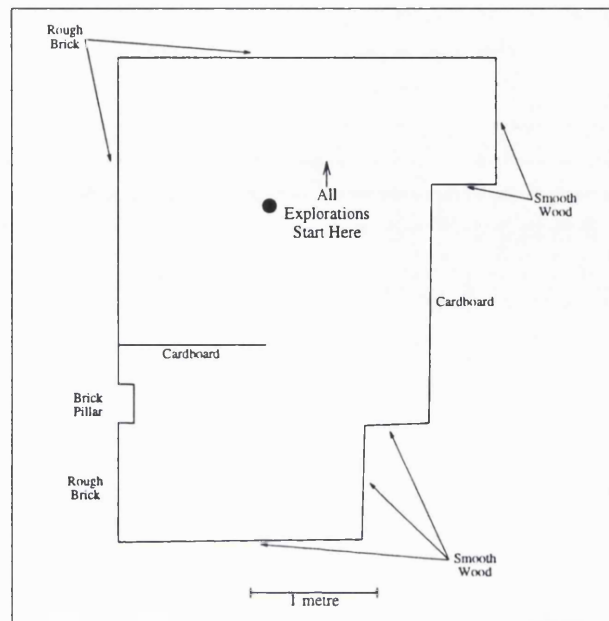 Rough
Brick
All
Explorations
Start Here
Smooth
Wood
Cardboard
Cardboard
Brick
Pillar
Rough
Brick
Smooth
Wood
1 metre